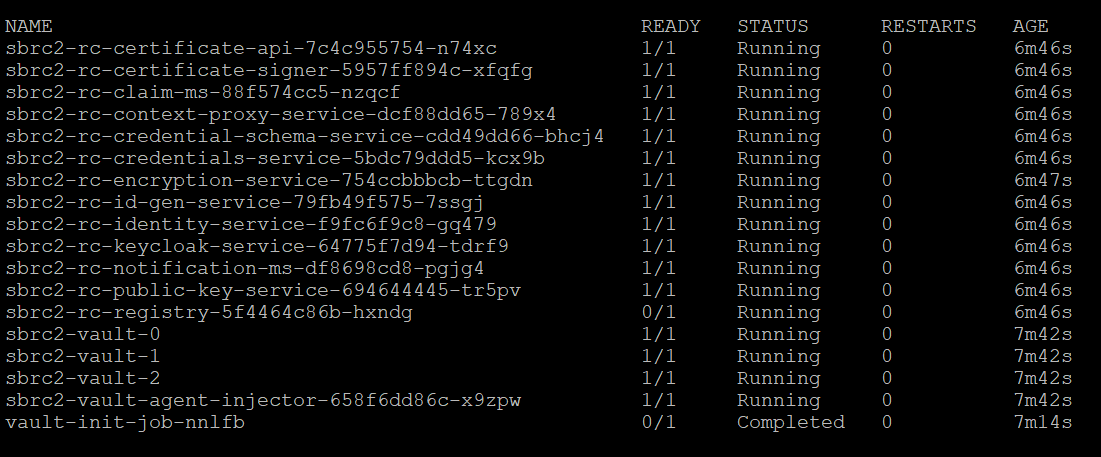 NAME READY STATUS RESTARTS AGE
sbrc2-rc-certificate-api-7c4c955754-n74xc 1/1 Running 0 6m46s
sbrc2-rc-certificate-signer-5957ff894c-xfqfg 1/1 Running 0 6m46s
sbrc2-rc-claim-ms-88f574cc5-nzqcf 1/1 Running 0 6m46s
sbrc2-rc-context-proxy-service-dcf88dd65-789x4 1/1 Running 0 6m46s
sbrc2-rc-credential-schema-service-cdd49dd66-bhcj4 1/1 Running 0 6m46s
sbrc2-rc-credentials-service-5bdc79ddd5-kcx9b 1/1 Running 0 6m46s
sbrc2-rc-encryption-service-754ccbbbcb-ttgdn 1/1 Running 0 6m47s
sbrc2-rc-id-gen-service-79fb49f575-7ssgj 1/1 Running 0 6m46s
sbrc2-rc-identity-service-f9fc6f9c8-gq479 1/1 Running 0 6m46s
sbrc2-rc-keycloak-service-64775f7d94-tdrf9 1/1 Running 0 6m46s
sbrc2-rc-notification-ms-df8698cd8-pgjg4 1/1 Running 0 6m46s
sbrc2-rc-public-key-service-694644445-tr5pv 1/1 Running 0 6m46s
sbrc2-rc-registry-5f4464c86b-hxndg 0/1 Running 0 6m46s
sbrc2-vault-0 1/1 Running 0 7m42s
sbrc2-vault-1 1/1 Running 0 7m42s
sbrc2-vault-2 1/1 Running 0 7m42s
sbrc2-vault-agent-injector-658f6dd86c-x9zpw 1/1 Running 0 7m42s
vault-init-job-nnlfb 0/1 Completed 0 7m14s